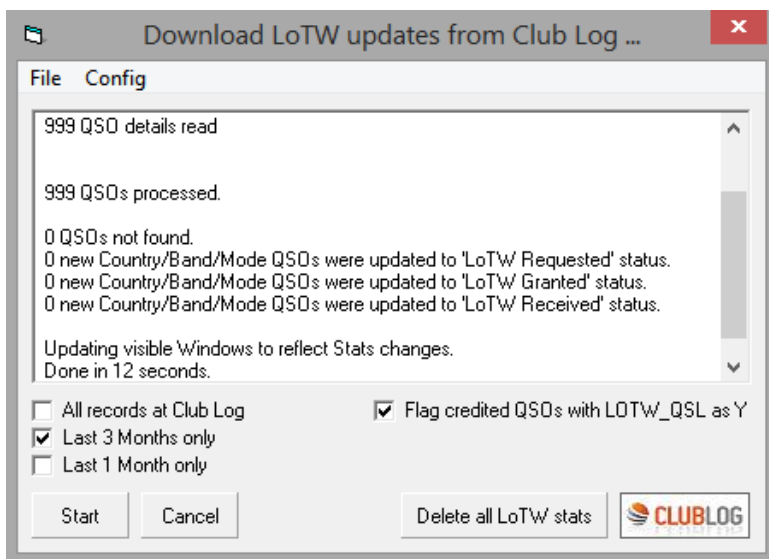 Download LoTW updates from Club Log ...
x
File Config
999 QSO details read
999 QSOs processed.
0 QSOs not found.
0 new Country/Band/Mode QSOs were updated to 'LoTW Requested' status.
0 new Country/Band/Mode QSOs were updated to 'LoTW Granted' status.
0 new Country/Band/Mode QSOs were updated to 'LoTW Received' status.
Updating visible Windows to reflect Stats changes.
Done in 12 seconds.
All records at Club Log
Flag credited QSOs with LOTW_QSL as Y
Last 3 Months only
Last 1 Month only
Start Cancel Delete all LoTW stats CLUBLOG